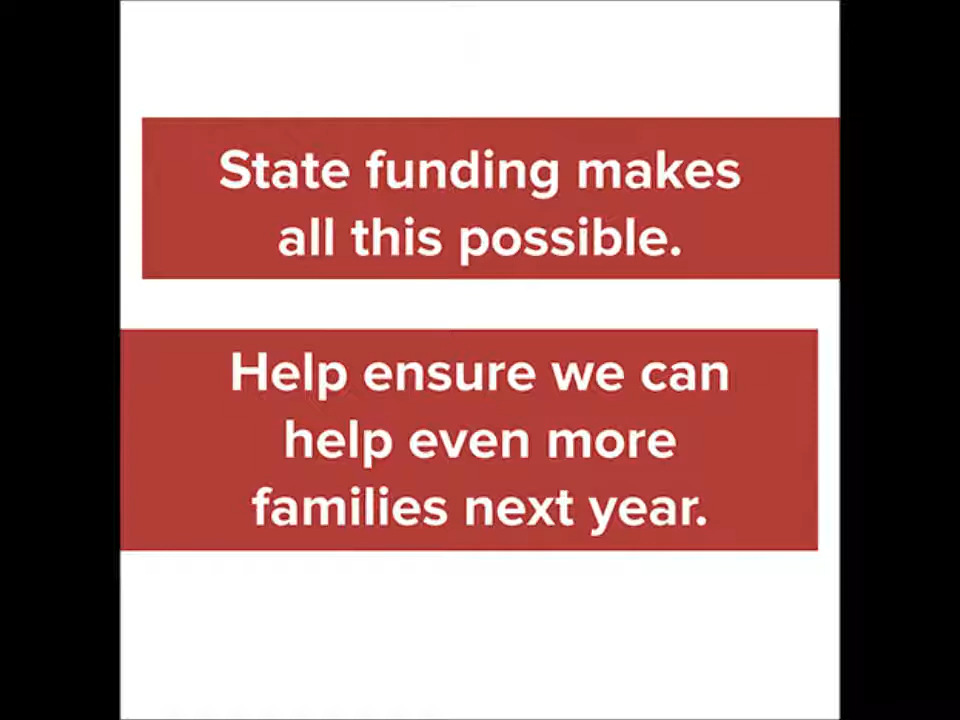 State funding makes
all this possible.
Help ensure we can
help even more
families next year.